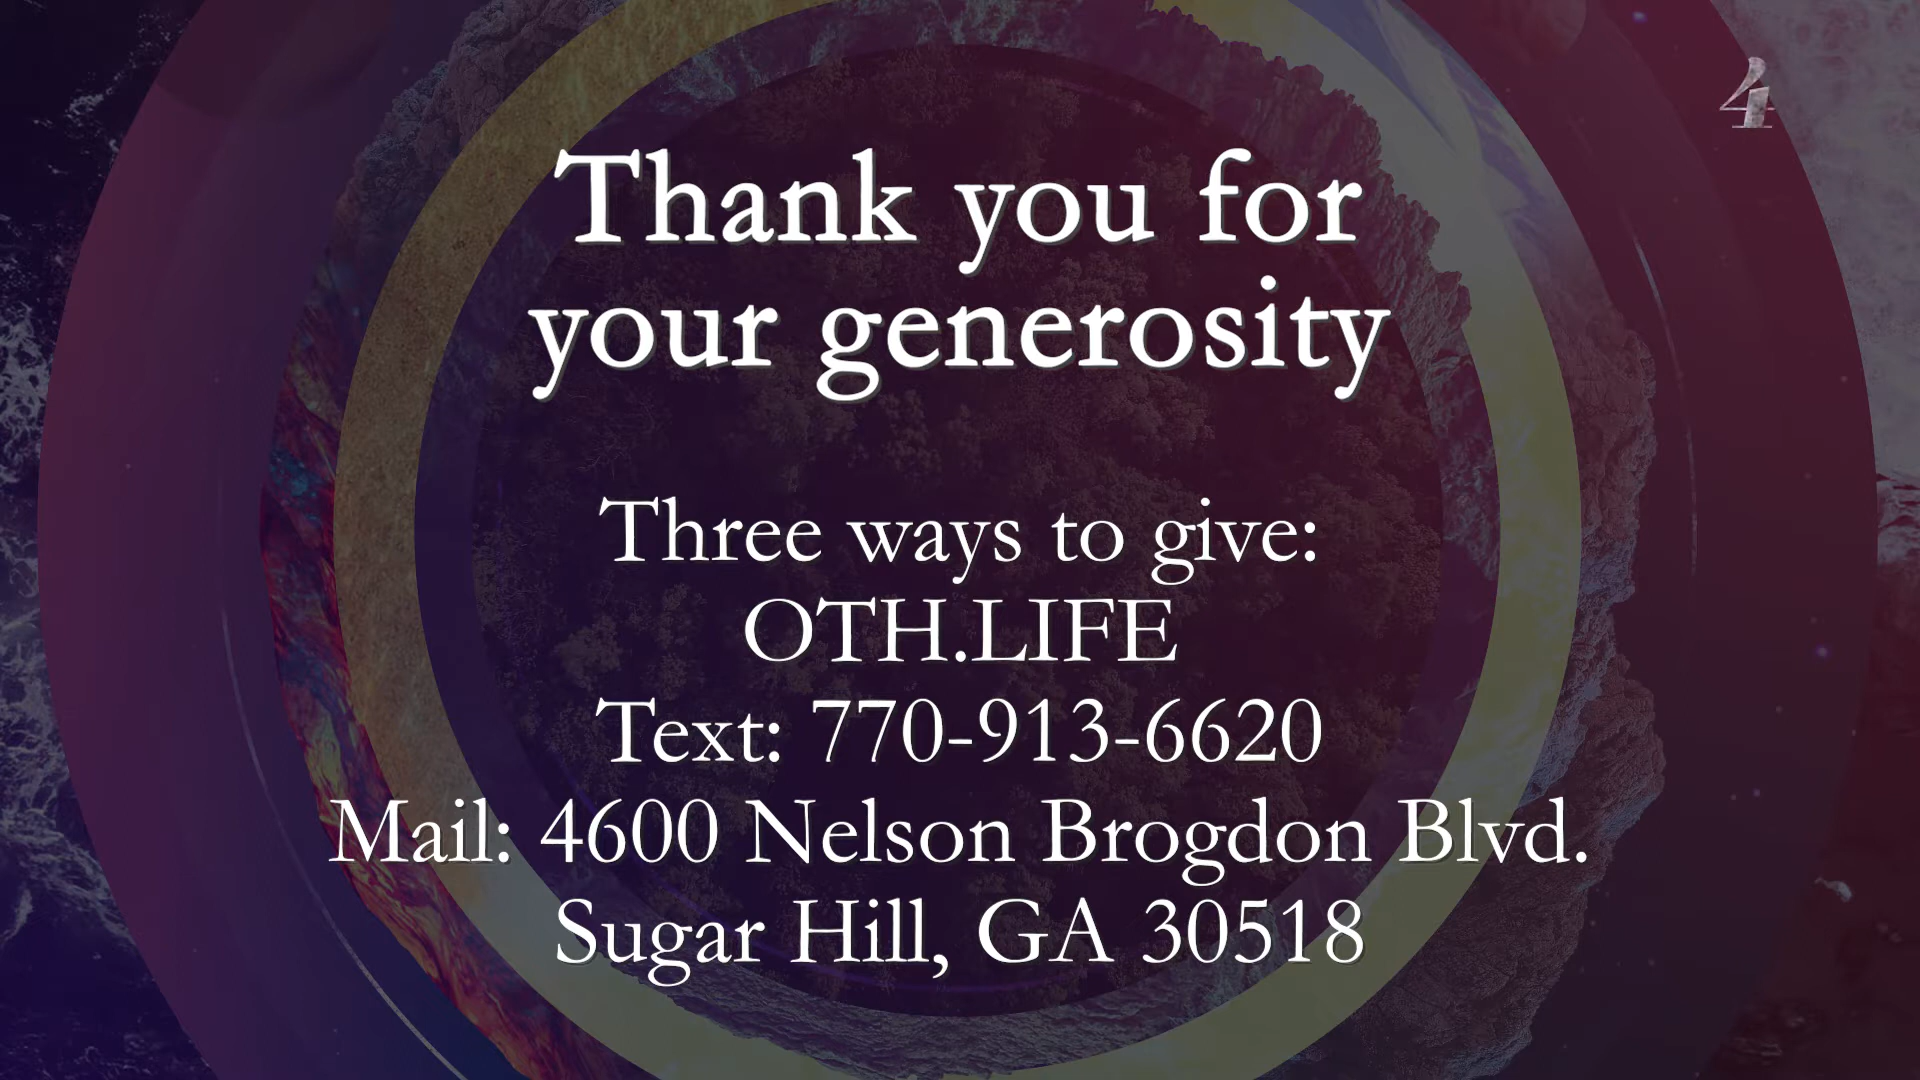 4
Thank you for
your generosity
Three ways to give:
OTH.LIFE
Text: 770-913-6620
Mail: 4600 Nelson Brogdon Blvd.
Sugar Hill, GA 30518